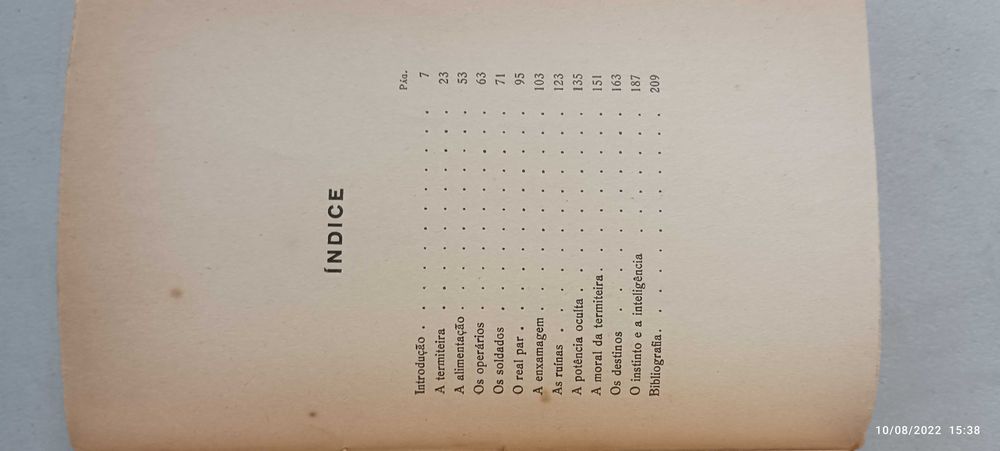 ÍNDICE
Pág.
Introdução . . . . . . . . . . . . 7
A termiteira . . . . . . . . . . . 23
A alimentação . . . . . . . . . . . 53
Os operários . . . . . . . . . . . 63
Os soldados . . . . . . . . . . . 71
O real par . . . . . . . . . . . . 95
A enxamagem . . . . . . . . . . . 103
As ruínas . . . . . . . . . . . . 123
A potência oculta . . . . . . . . . . 135
A moral da termiteira . . . . . . . . . 151
Os destinos . . . . . . . . . . . 163
O instinto e a inteligência . . . . . . . 187
Bibliografia . . . . . . . . . . . . 209
10/08/2022 15:38